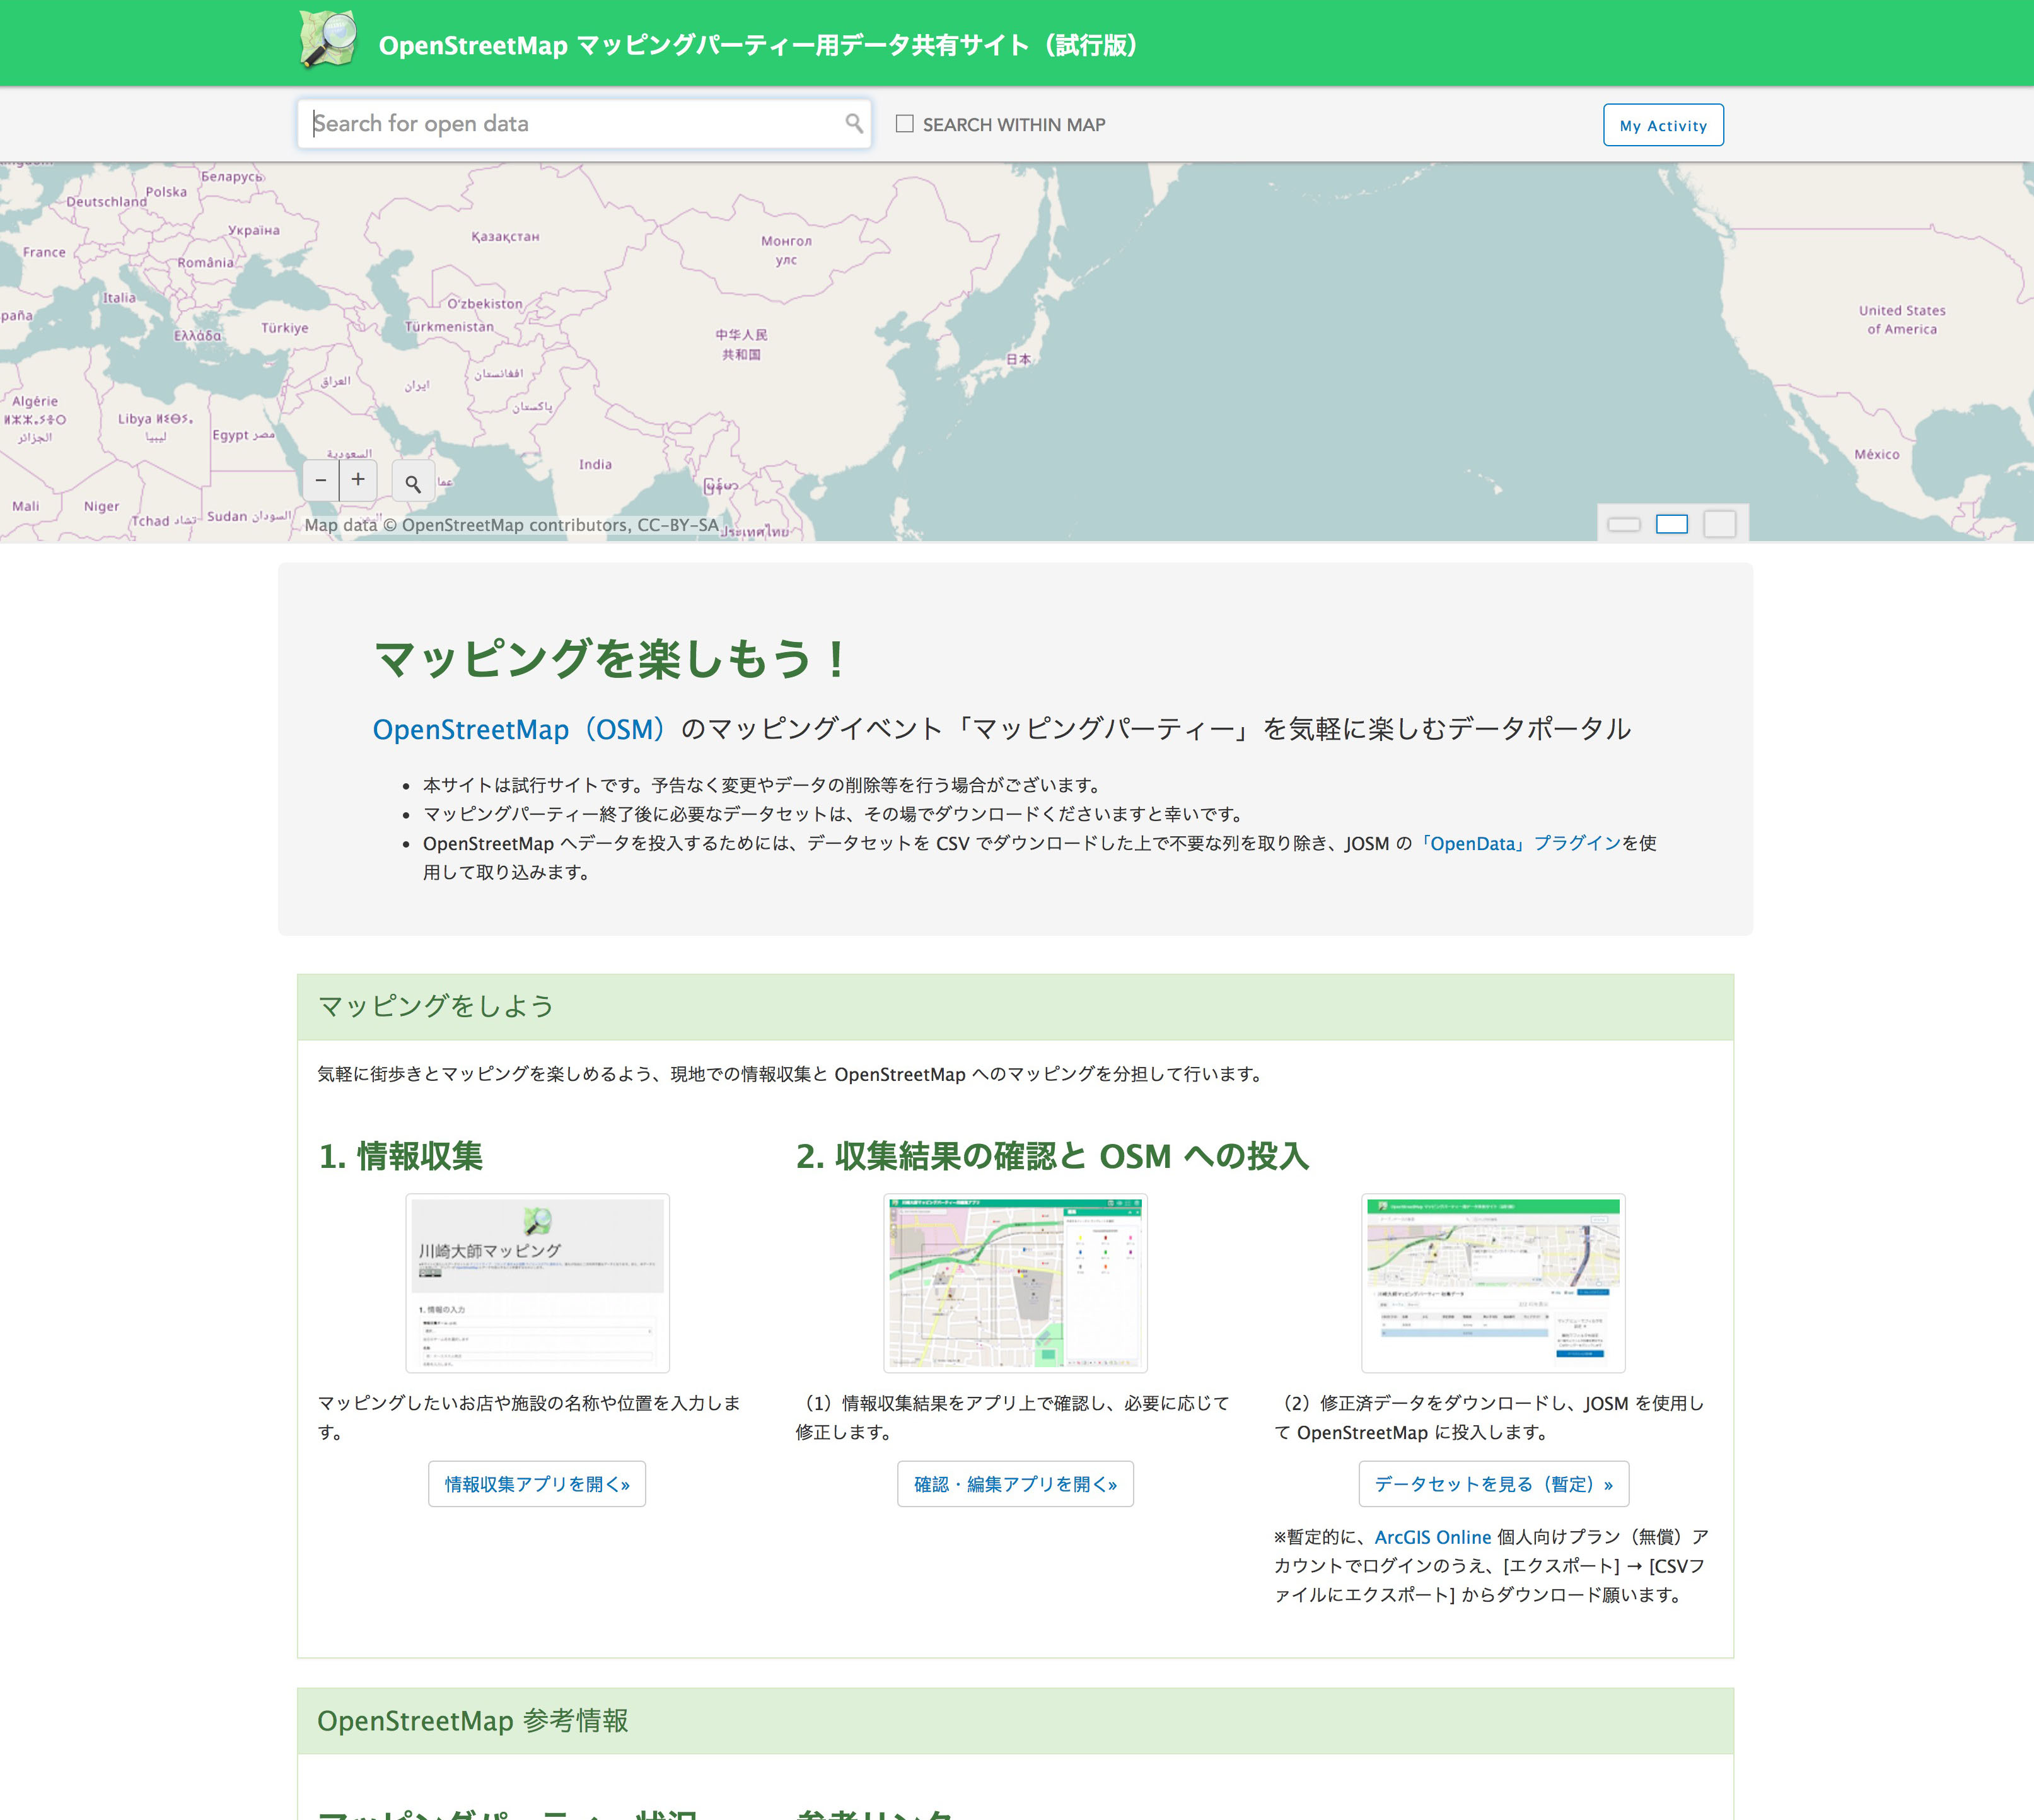 OpenStreetMap マッピングパーティー用データ共有サイト（試行版）
Search for open data
SEARCH WITHIN MAP
My Activity
Беларусь
Polska
Deutschland
Україна
France
România
Қазақстан
Монгол
улс
Italia
O'zbekiston
Türkiye
Türkmenistan
Ελλάδα
paña
中华人民
共和国
日本
United States
of America
العراق
ایران
افغانستان
پاکستان
Algérie
ⵍⵣⵣⴰⵢⴻⵔ
الجزائر
Libya ⵍⵉⴱⵢⴰ
ليبيا
Egypt مصر
السعودية
India
México
Mali
Niger
Tchad تشاد
Sudan السودان
ประเทศไทย
− +
Map data © OpenStreetMap contributors, CC-BY-SA
マッピングを楽しもう！
OpenStreetMap（OSM）のマッピングイベント「マッピングパーティー」を気軽に楽しむデータポータル
• 本サイトは試行サイトです。予告なく変更やデータの削除等を行う場合がございます。
• マッピングパーティー終了後に必要なデータセットは、その場でダウンロードくださいますと幸いです。
• OpenStreetMap へデータを投入するためには、データセットを CSV でダウンロードした上で不要な列を取り除き、JOSM の「OpenData」プラグインを使
用して取り込みます。
マッピングをしよう
気軽に街歩きとマッピングを楽しめるよう、現地での情報収集と OpenStreetMap へのマッピングを分担して行います。
1. 情報収集
川崎大師マッピング
1. 情報の入力
マッピングしたいお店や施設の名称や位置を入力しま
す。
情報収集アプリを開く»
2. 収集結果の確認と OSM への投入
（1）情報収集結果をアプリ上で確認し、必要に応じて
修正します。
確認・編集アプリを開く»
（2）修正済データをダウンロードし、JOSM を使用し
て OpenStreetMap に投入します。
データセットを見る（暫定）»
※暫定的に、ArcGIS Online 個人向けプラン（無償）ア
カウントでログインのうえ、[エクスポート] → [CSVフ
ァイルにエクスポート] からダウンロード願います。
OpenStreetMap 参考情報
マッピングパーティー状況
参考リンク